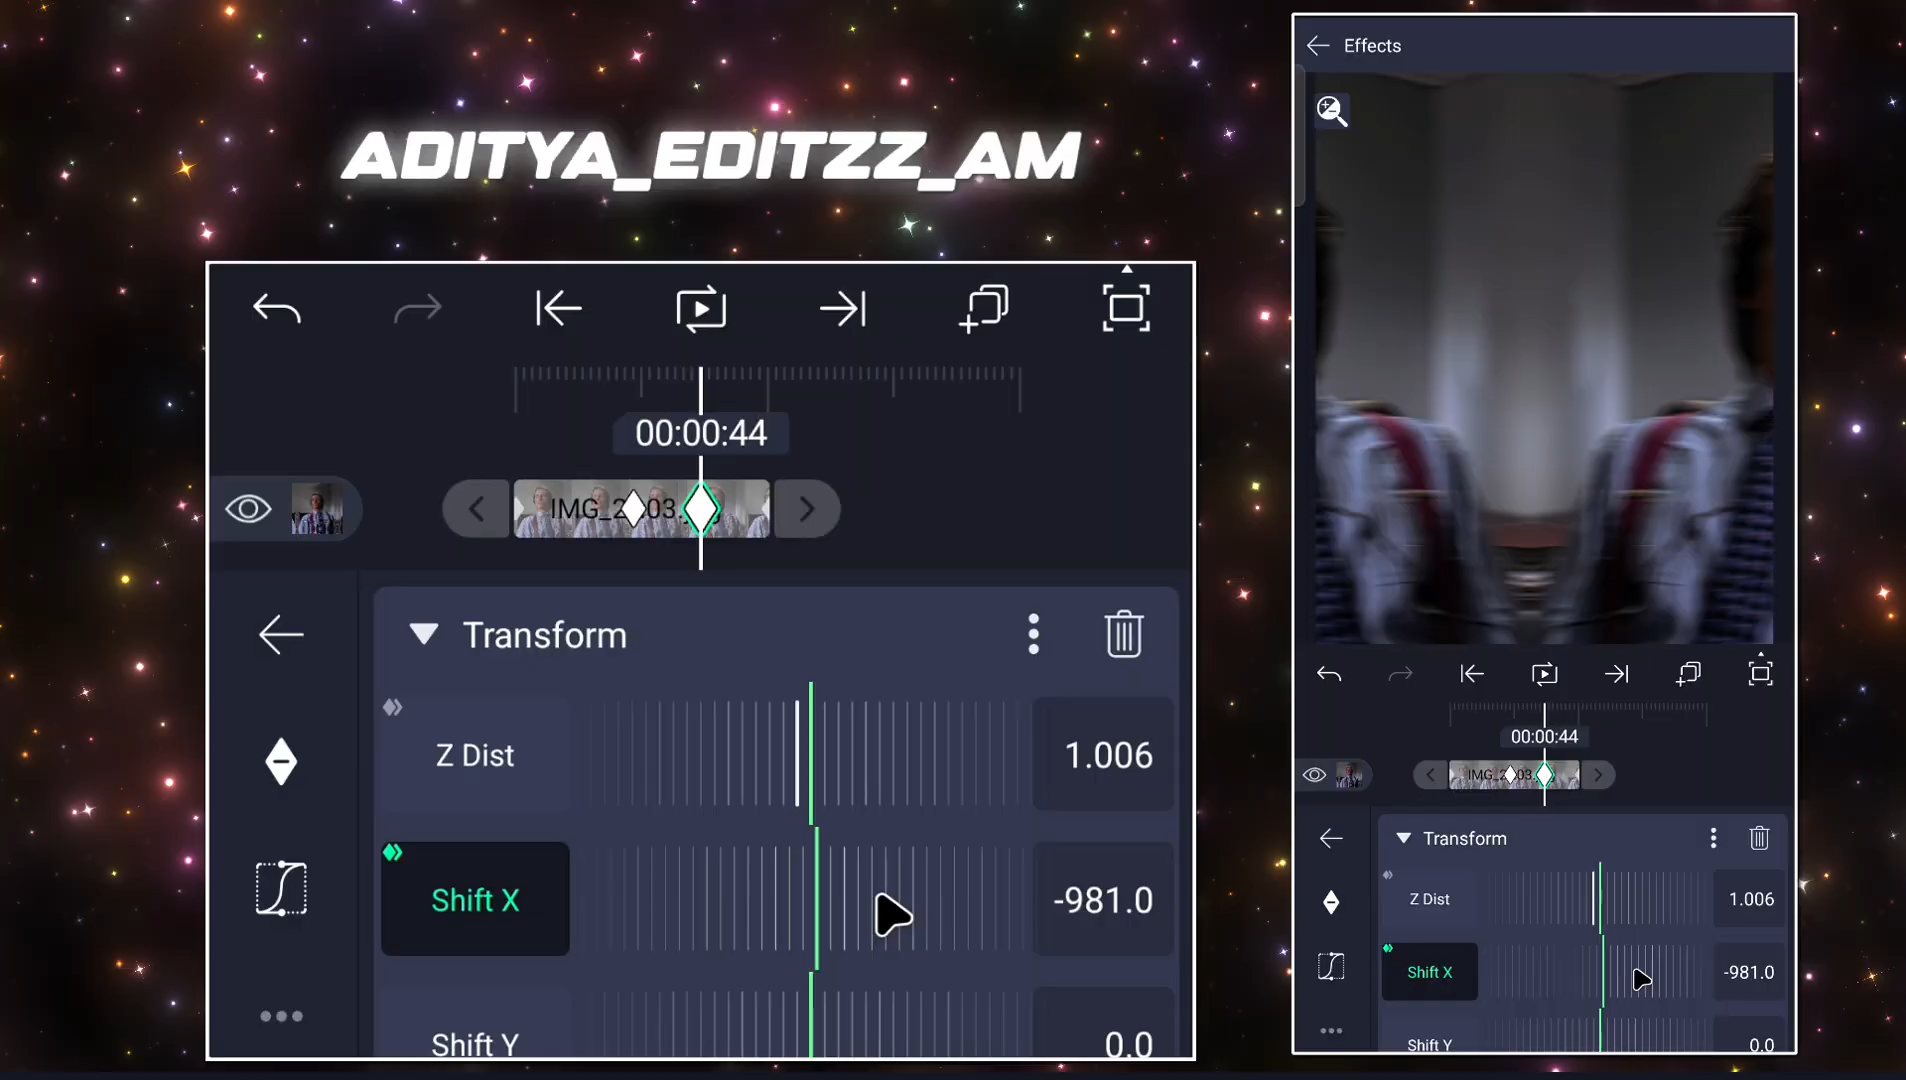 ADITYA_EDITZZ_AM
00:00:44
Transform
Z Dist
1.006
Shift X
-981.0
Shift Y
0.0
Effects
00:00:44
Transform
Z Dist
1.006
Shift X
-981.0
Shift Y
0.0